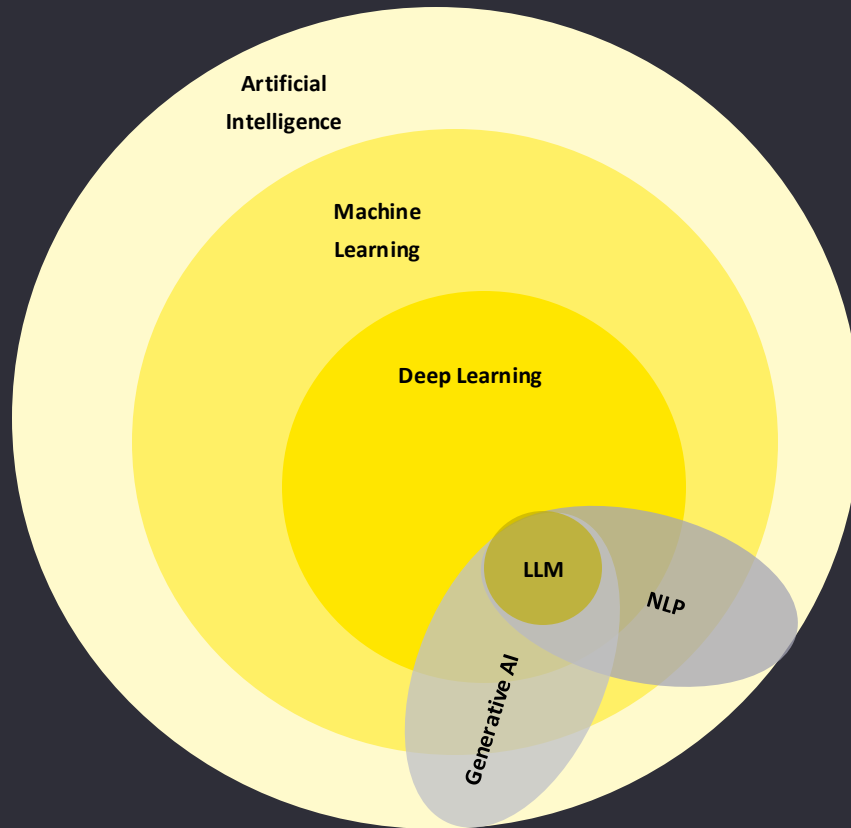 Artificial
Intelligence
Machine
Learning
Deep Learning
LLM
NLP
Generative AI